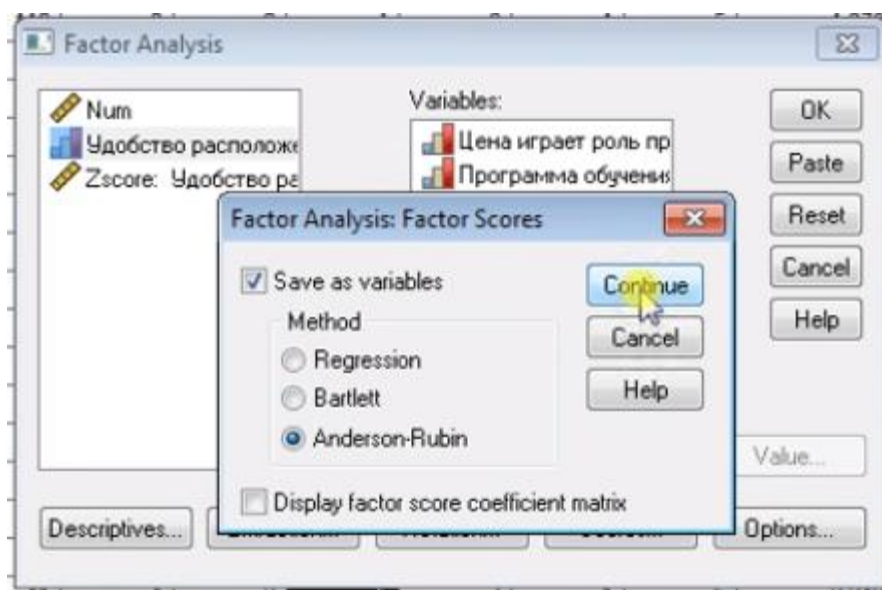 Factor Analysis
Num
Удобство расположе
Zscore: Удобство ра
Variables:
Цена играет роль пр
Программа обучения
OK
Paste
Reset
Cancel
Help
Factor Analysis: Factor Scores
Save as variables
Method
Regression
Bartlett
Anderson-Rubin
Display factor score coefficient matrix
Continue
Cancel
Help
Value...
Descriptives...
Options...